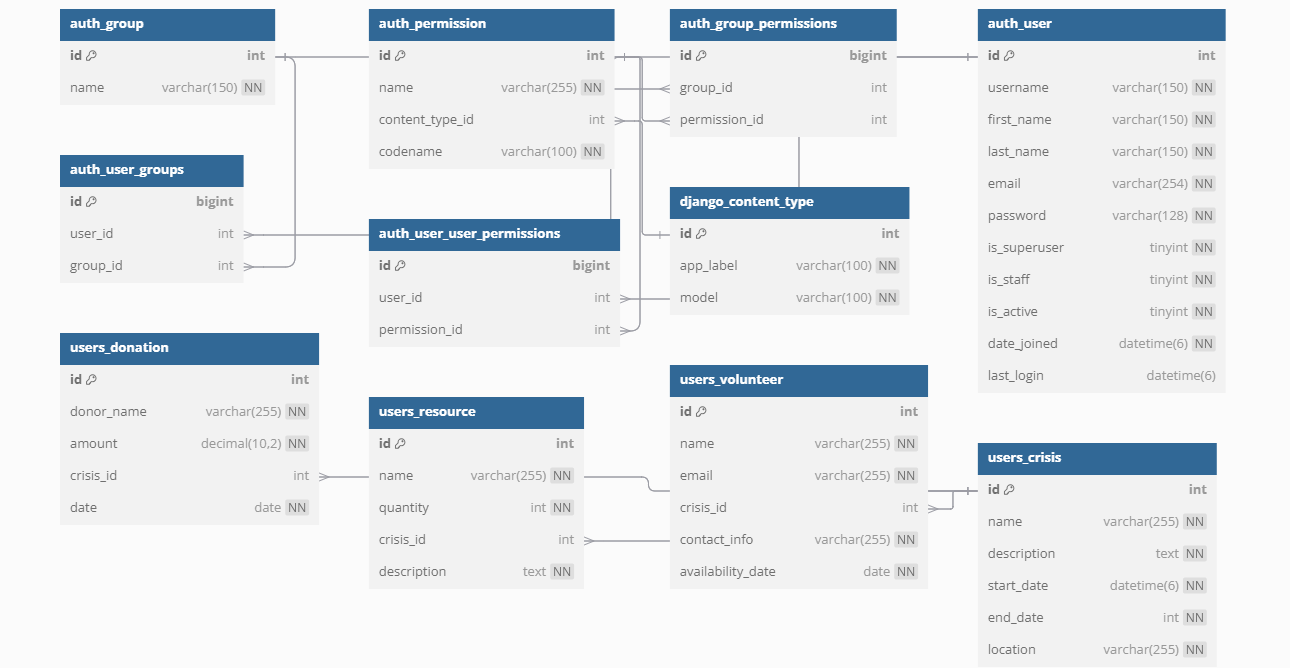 auth_group
id int
name varchar(150) NN
auth_permission
id int
name varchar(255) NN
content_type_id int
codename varchar(100) NN
auth_group_permissions
id bigint
group_id int
permission_id int
auth_user
id int
username varchar(150) NN
first_name varchar(150) NN
last_name varchar(150) NN
email varchar(254) NN
password varchar(128) NN
is_superuser tinyint NN
is_staff tinyint NN
is_active tinyint NN
date_joined datetime(6) NN
last_login datetime(6)
auth_user_groups
id bigint
user_id int
group_id int
auth_user_user_permissions
id bigint
user_id int
permission_id int
django_content_type
id int
app_label varchar(100) NN
model varchar(100) NN
users_donation
id int
donor_name varchar(255) NN
amount decimal(10,2) NN
crisis_id int
date date NN
users_resource
id int
name varchar(255) NN
quantity int NN
crisis_id int
description text NN
users_volunteer
id int
name varchar(255) NN
email varchar(255) NN
crisis_id int
contact_info varchar(255) NN
availability_date date NN
users_crisis
id int
name varchar(255) NN
description text NN
start_date datetime(6) NN
end_date int NN
location varchar(255) NN